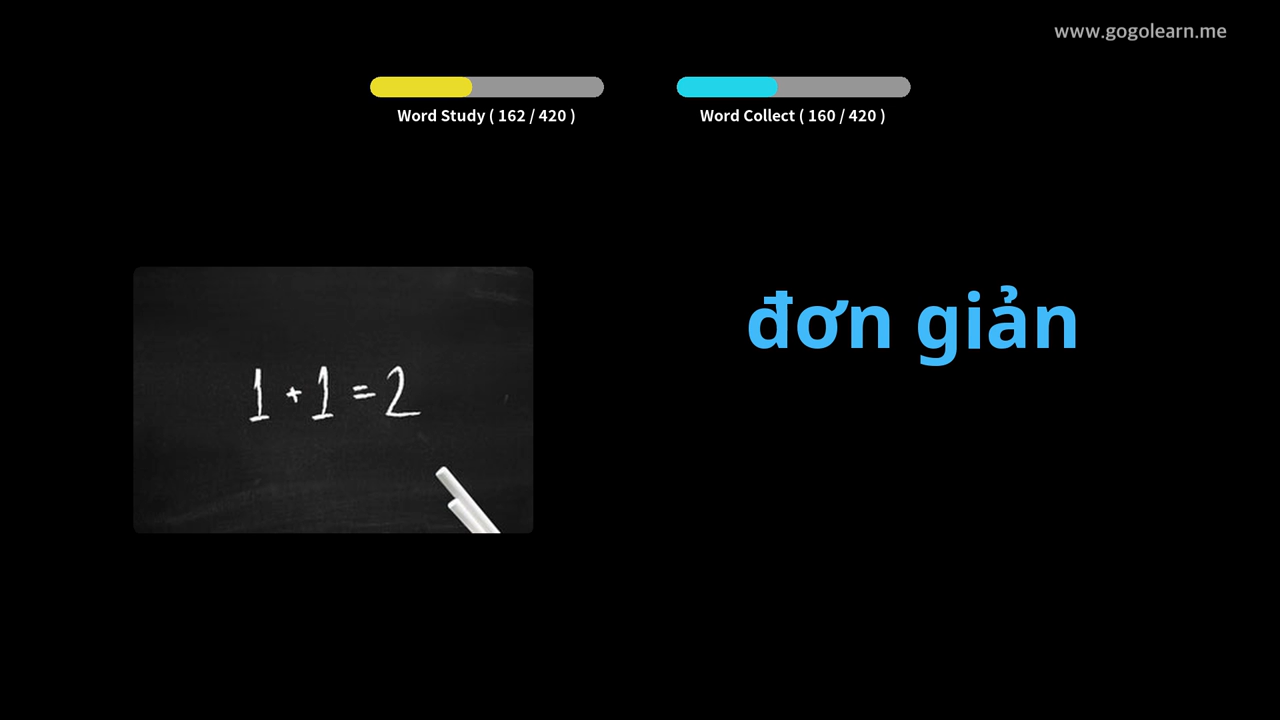 www.gogolearn.me
Word Study ( 162 / 420 )
Word Collect ( 160 / 420 )
1 + 1 = 2
đơn giản